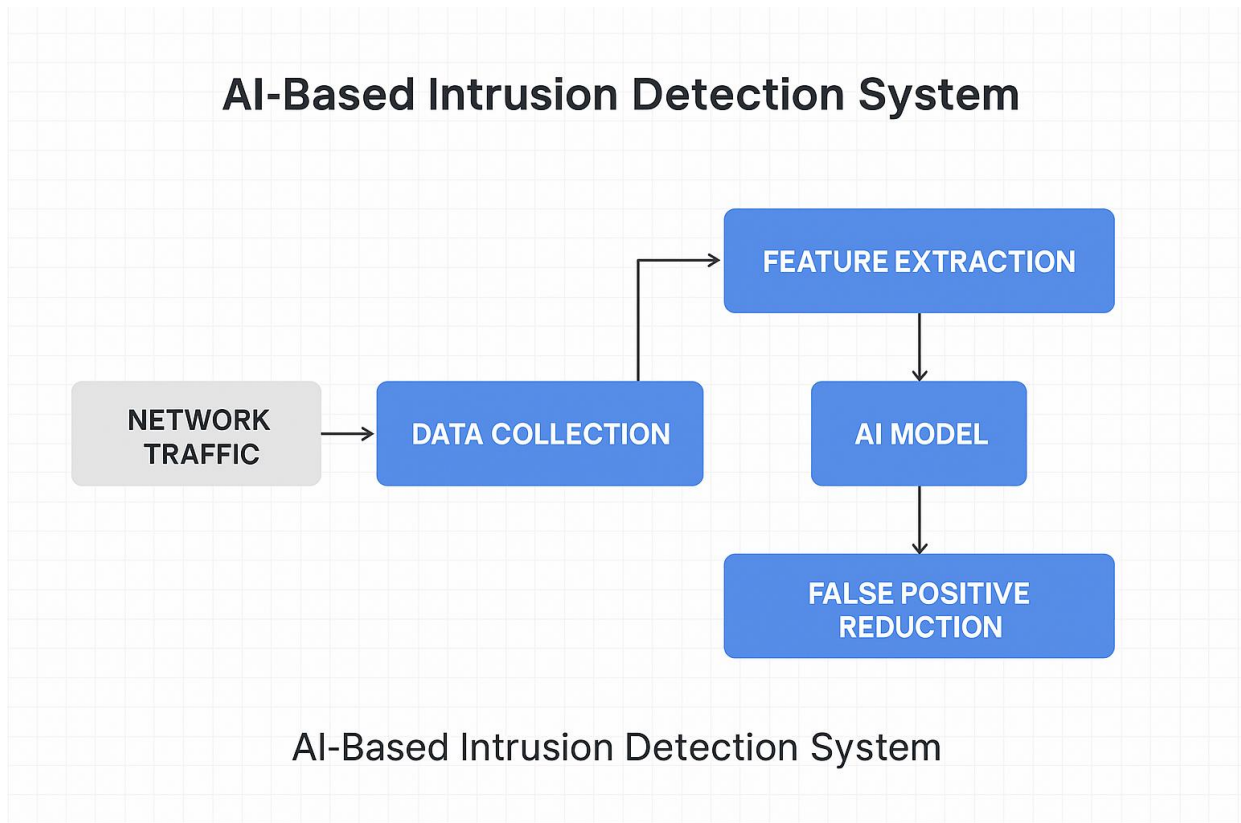 AI-Based Intrusion Detection System
FEATURE EXTRACTION
NETWORK
TRAFFIC
DATA COLLECTION
AI MODEL
FALSE POSITIVE
REDUCTION
AI-Based Intrusion Detection System